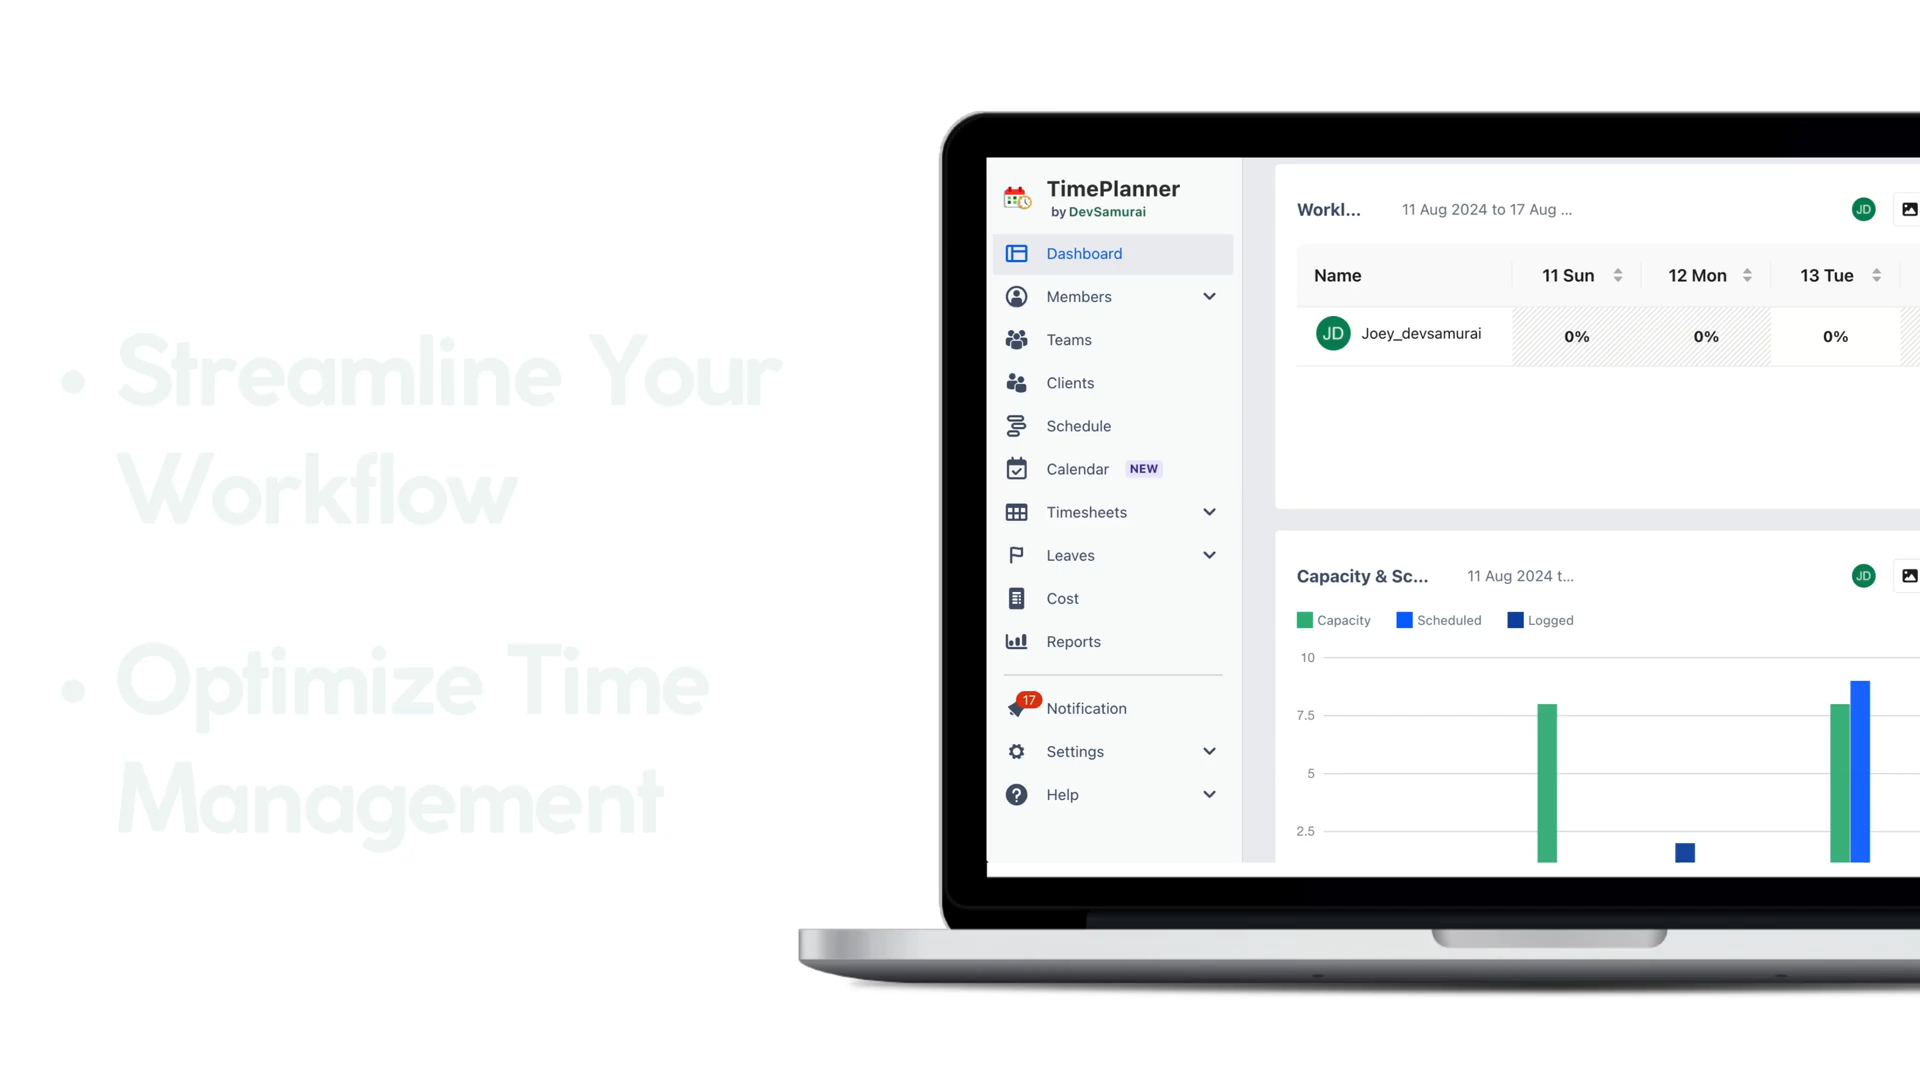 • Streamline Your
Workflow
• Optimize Time
Management
TimePlanner
by DevSamurai
Dashboard
Members
Teams
Clients
Schedule
Calendar NEW
Timesheets
Leaves
Cost
Reports
17 Notification
Settings
Help
Workl... 11 Aug 2024 to 17 Aug ... JD
Name 11 Sun 12 Mon 13 Tue
JD Joey_devsamurai 0% 0% 0%
Capacity & Sc... 11 Aug 2024 t... JD
Capacity Scheduled Logged
10
7.5
5
2.5